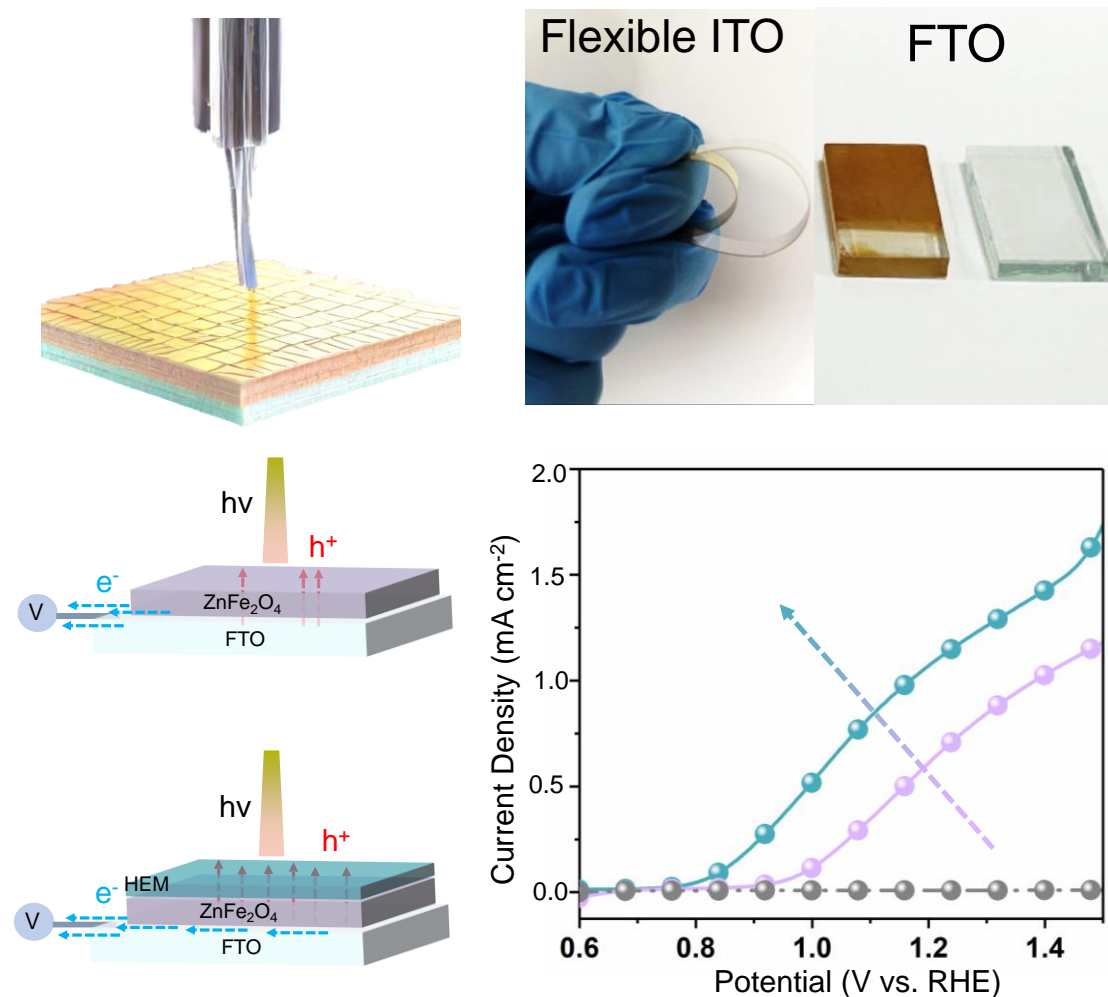 Flexible ITO
FTO
hv
h⁺
e⁻
ZnFe₂O₄
V
FTO
hv
h⁺
HEM
e⁻
ZnFe₂O₄
V
FTO
2.0
1.5
1.0
0.5
0.0
Current Density (mA cm⁻²)
0.6 0.8 1.0 1.2 1.4
Potential (V vs. RHE)